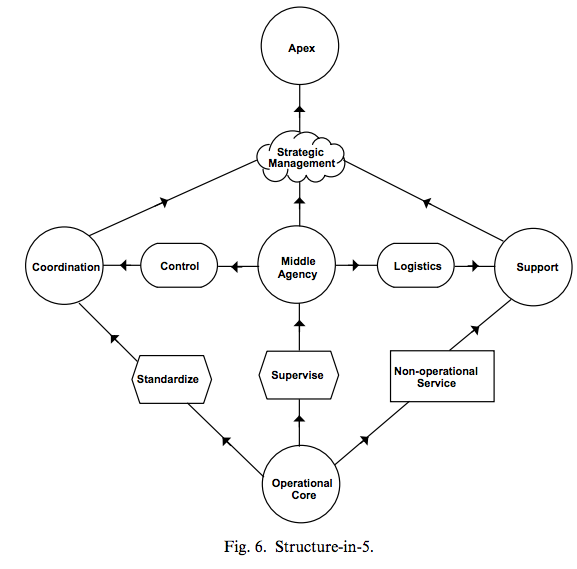 Apex
Strategic
Management
Coordination
Control
Middle
Agency
Logistics
Support
Standardize
Supervise
Non-operational
Service
Operational
Core
Fig. 6. Structure-in-5.